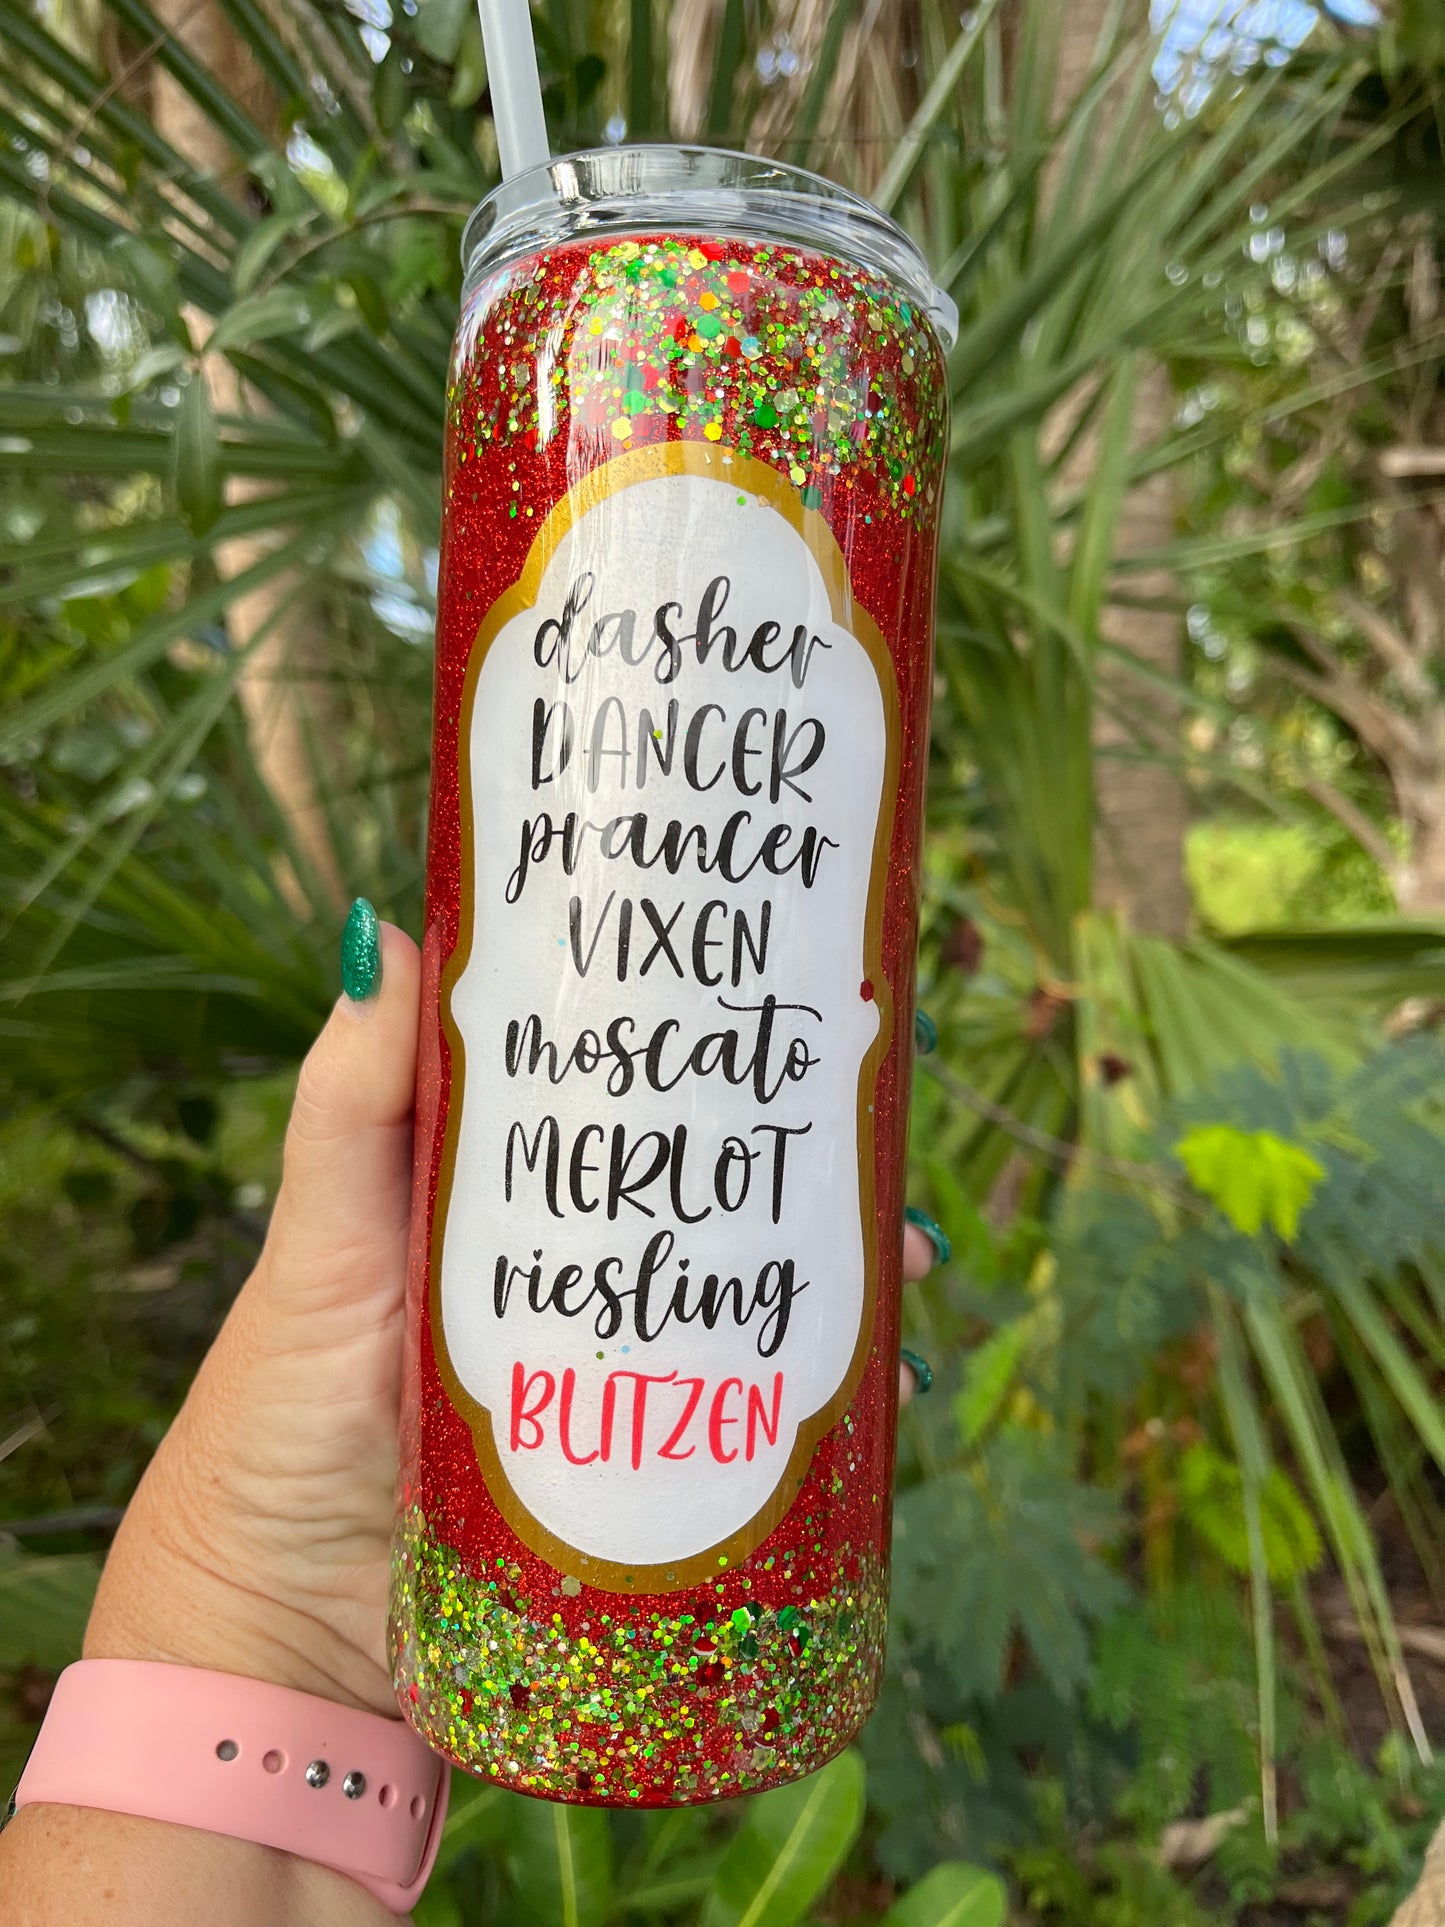 dasher
DANCER
prancer
VIXEN
moscato
MERLOT
riesling
BLITZEN